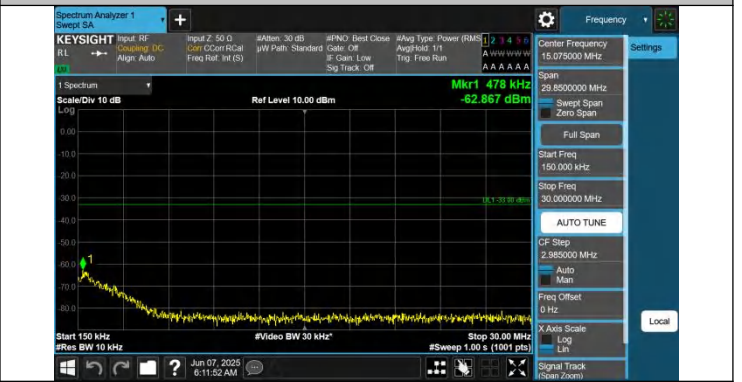 Spectrum Analyzer 1
Swept SA
+
Frequency
KEYSIGHT
RL
Input: RF
Coupling: DC
Align: Auto
Input Z: 50 Ω
Corr CCorr RCal
Freq Ref: Int (S)
#Atten: 30 dB
µW Path: Standard
#PNO: Best Close
Gate: Off
IF Gain: Low
Sig Track: Off
#Avg Type: Power (RMS)
Avg|Hold: 1/1
Trig: Free Run
1 2 3 4 5 6
A W W W W W
A A A A A A
1 Spectrum
Scale/Div 10 dB
Ref Level 10.00 dBm
Mkr1 478 kHz
-62.867 dBm
Log
0.00
-10.0
-20.0
-30.0
-40.0
-50.0
-60.0
-70.0
-80.0
1
Start 150 kHz
#Res BW 10 kHz
#Video BW 30 kHz*
Stop 30.00 MHz
#Sweep 1.00 s (1001 pts)
Jun 07, 2025
6:11:52 AM
?
Center Frequency
15.075000 MHz
Settings
Span
29.8500000 MHz
Swept Span
Zero Span
Full Span
Start Freq
150.000 kHz
Stop Freq
30.000000 MHz
AUTO TUNE
CF Step
2.985000 MHz
Auto
Man
Freq Offset
0 Hz
X Axis Scale
Log
Lin
Local
Signal Track
(Span Zoom)